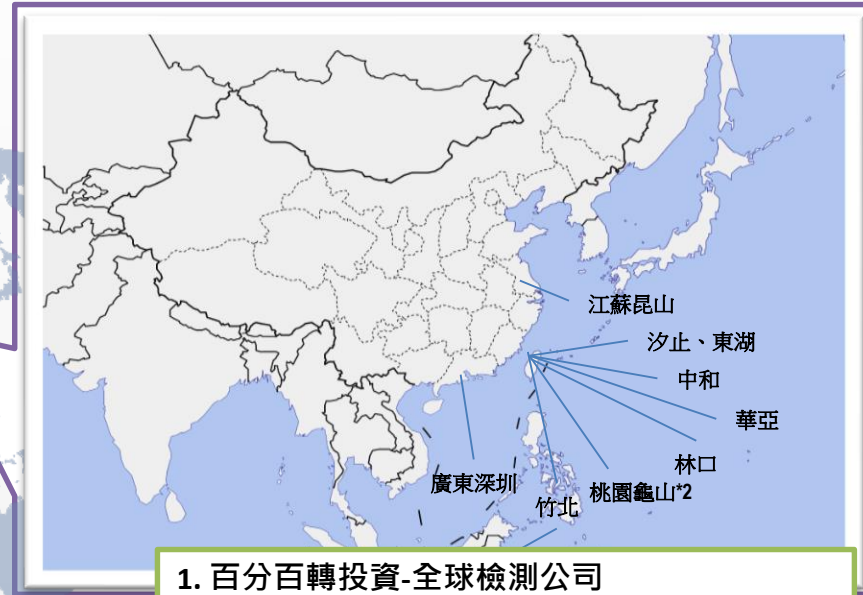 江蘇昆山
汐止、東湖
中和
華亞
林口
廣東深圳
桃園龜山*2
竹北
1. 百分百轉投資-全球檢測公司